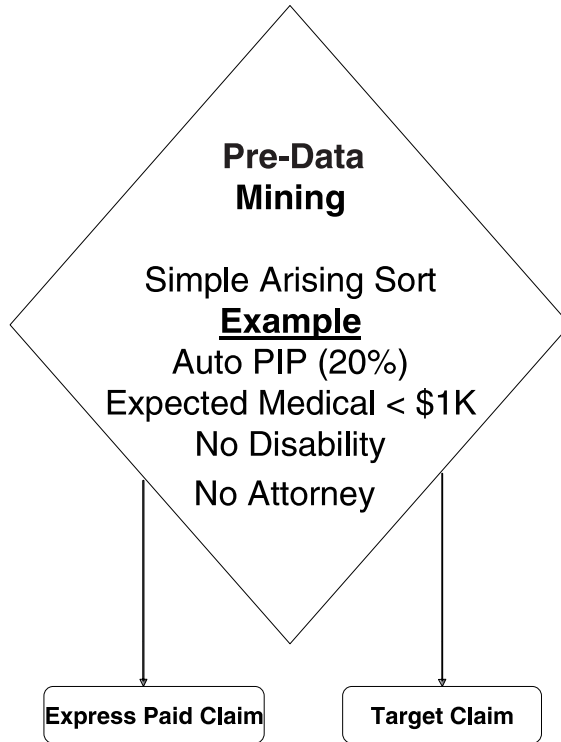 Pre-Data
Mining
Simple Arising Sort
Example
Auto PIP (20%)
Expected Medical < $1K
No Disability
No Attorney
Express Paid Claim
Target Claim